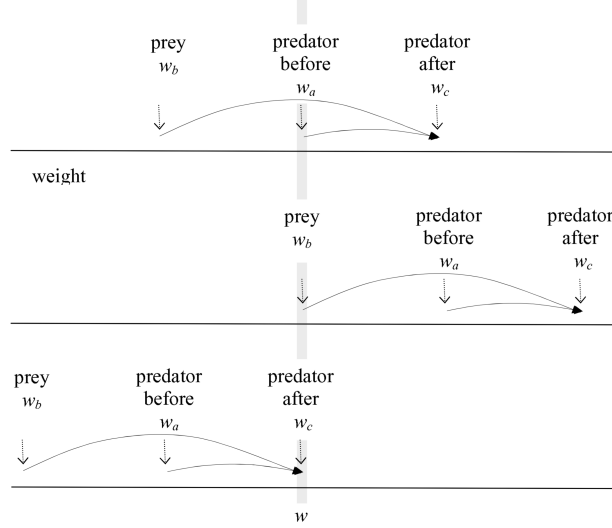 prey predator predator
before after
w_b w_a w_c
weight
prey predator predator
before after
w_b w_a w_c
prey predator predator
before after
w_b w_a w_c
w